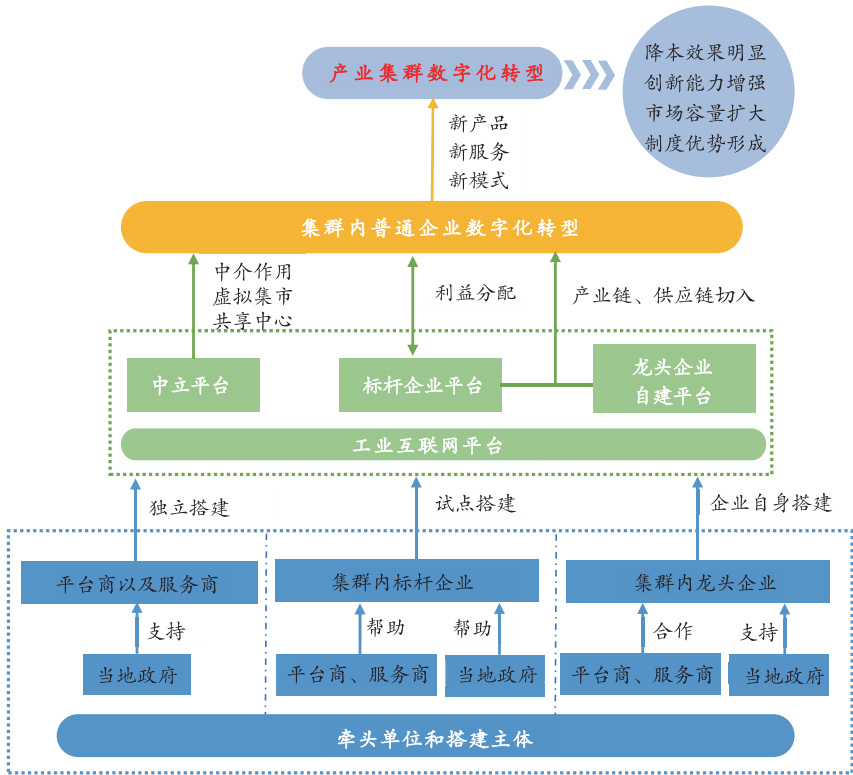 产业集群数字化转型
降本效果明显
创新能力增强
市场容量扩大
制度优势形成
新产品
新服务
新模式
集群内普通企业数字化转型
中介作用
虚拟集市
共享中心
利益分配
产业链、供应链切入
中立平台
标杆企业平台
龙头企业
自建平台
工业互联网平台
独立搭建
试点搭建
企业自身搭建
平台商以及服务商
集群内标杆企业
集群内龙头企业
支持
帮助
帮助
合作
支持
当地政府
平台商、服务商
当地政府
平台商、服务商
当地政府
牵头单位和搭建主体